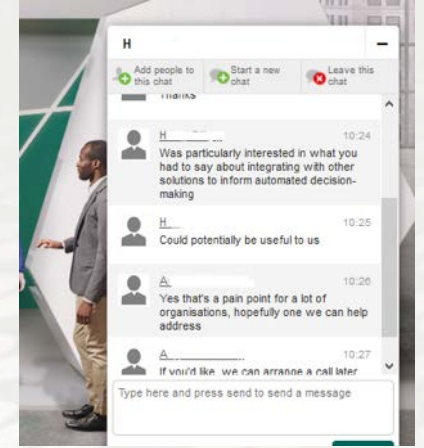 H
Add people to
this chat
Start a new
chat
Leave this
chat
Thanks
H 10:24
Was particularly interested in what you
had to say about integrating with other
solutions to inform automated decision-
making
H 10:25
Could potentially be useful to us
A 10:26
Yes that's a pain point for a lot of
organisations, hopefully one we can help
address
A 10:27
If you'd like, we can arrange a call later
Type here and press send to send a message